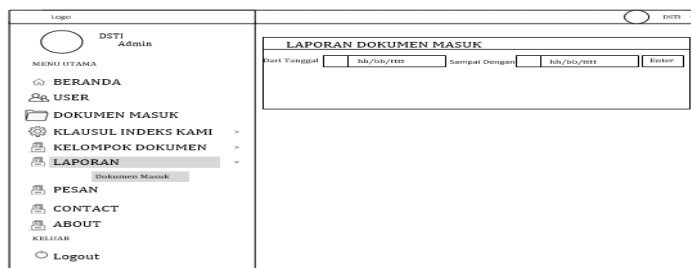 Logo
DSTI
DSTI
Admin
MENU UTAMA
BERANDA
USER
DOKUMEN MASUK
KLAUSUL INDEKS KAMI >
KELOMPOK DOKUMEN >
LAPORAN
Dokumen Masuk
PESAN
CONTACT
ABOUT
KELUAR
Logout
LAPORAN DOKUMEN MASUK
Dari Tanggal hh/bb/tttt Sampai Dengan hh/bb/tttt Enter